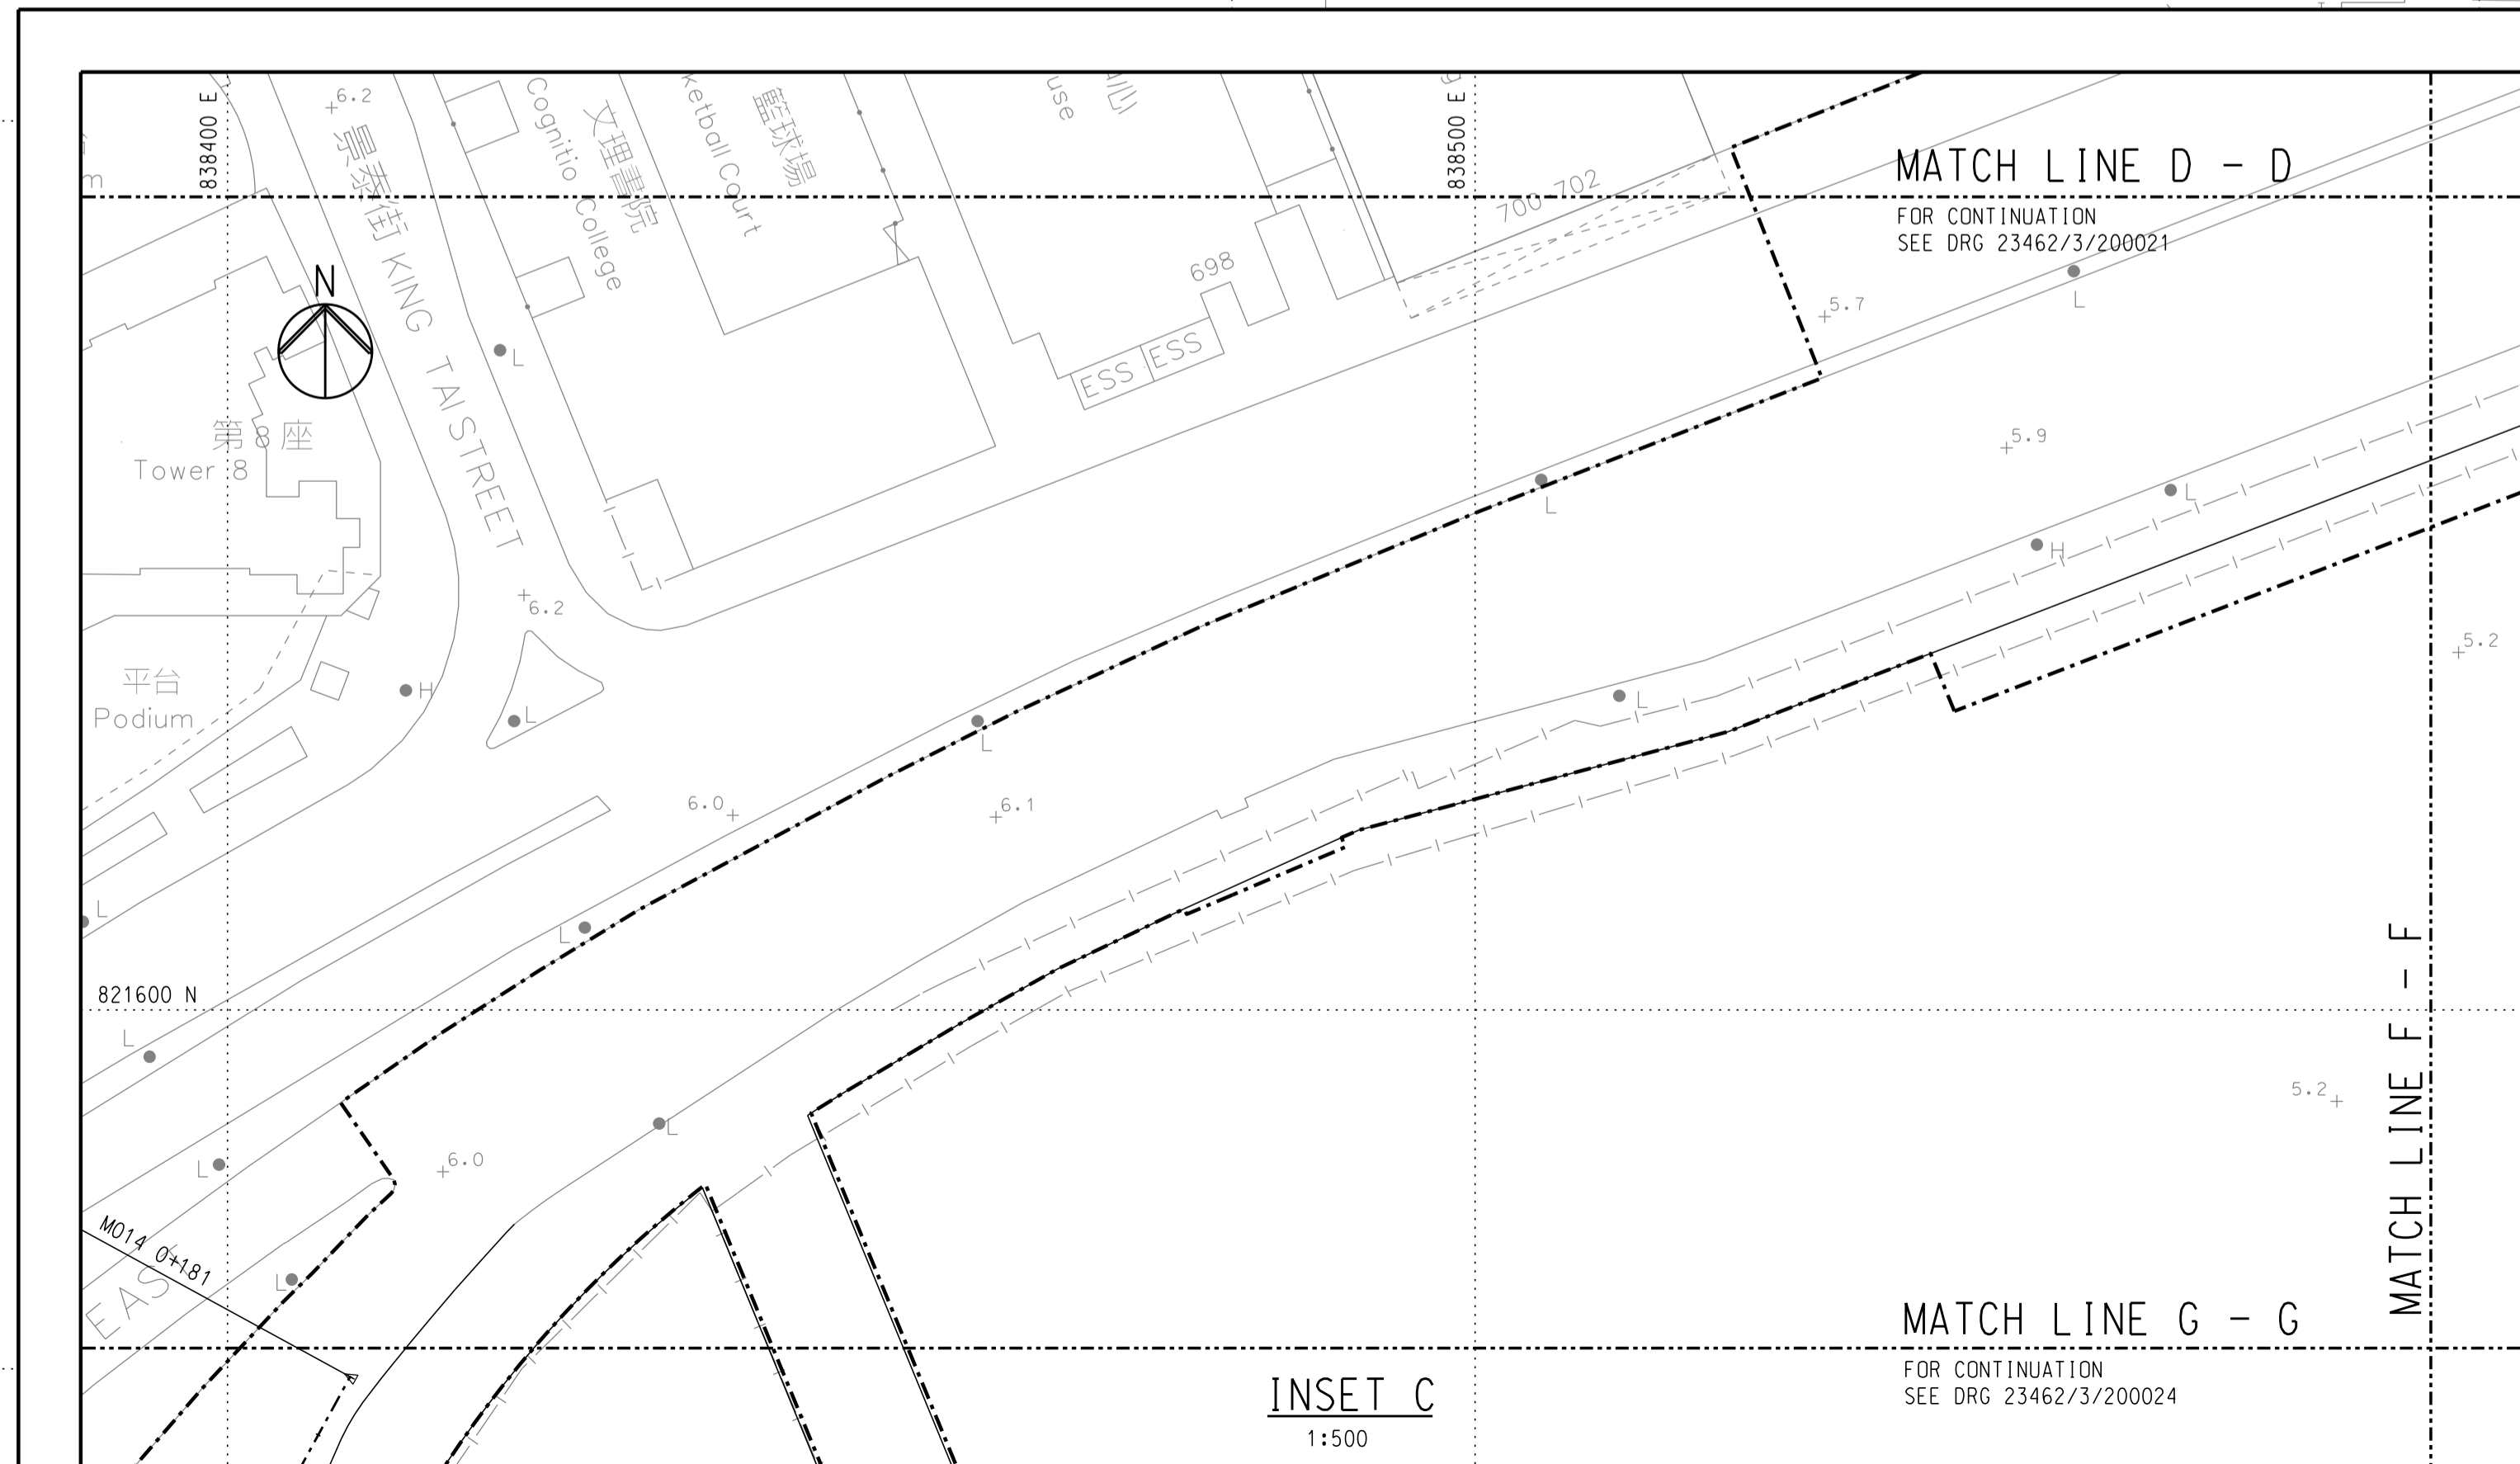 838400 E
838500 E
6.2
景泰街 KING TAI STREET
Cognitio College
文理書院
ketball Court
籃球場
use
700-702
698
ESS
ESS
MATCH LINE D - D
FOR CONTINUATION
SEE DRG 23462/3/200021
N
L
L
5.7
第 8 座
Tower 8
5.9
L
L
H
6.2
5.2
平台
Podium
H
L
L
L
6.0
6.1
L
L
821600 N
L
L
L
6.0
5.2
MATCH LINE F - F
M014 0+181
EAST
L
MATCH LINE G - G
FOR CONTINUATION
SEE DRG 23462/3/200024
INSET C
1:500